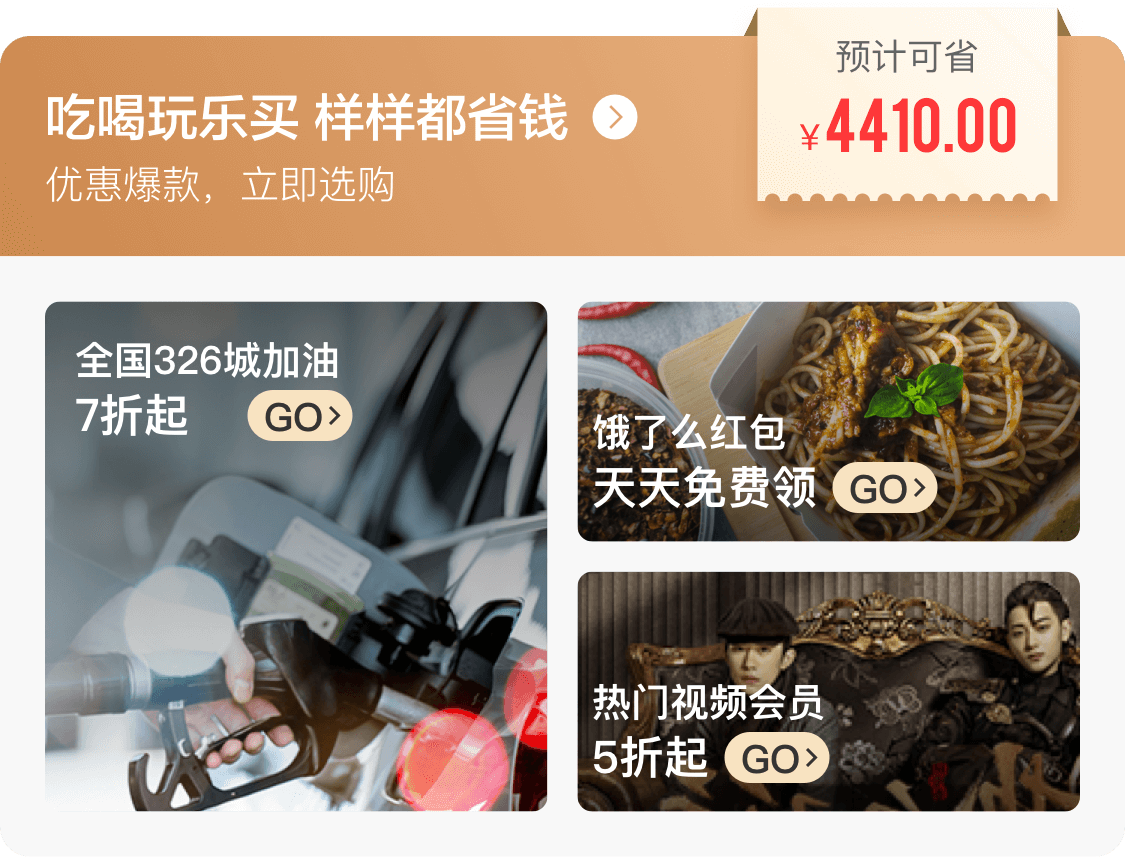 吃喝玩乐买 样样都省钱
优惠爆款，立即选购
预计可省
¥4410.00
全国326城加油
7折起 GO
饿了么红包
天天免费领 GO
热门视频会员
5折起 GO